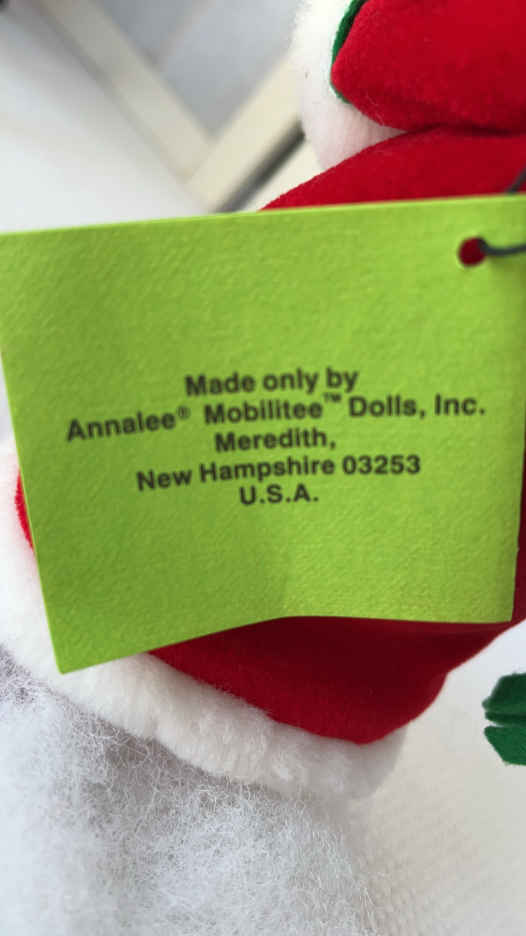 Made only by
Annalee® Mobilitee™ Dolls, Inc.
Meredith,
New Hampshire 03253
U.S.A.